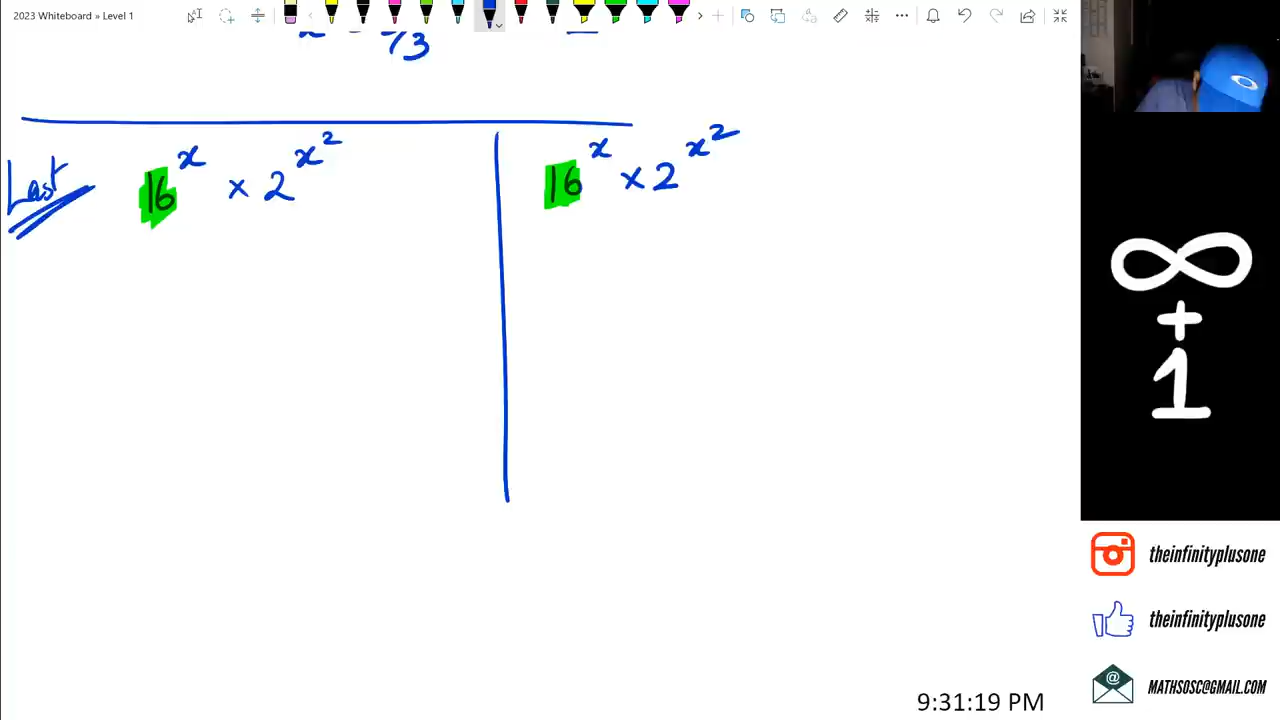 2023 Whiteboard » Level 1
Last 16^x × 2^x^2 16^x × 2^x^2
∞
+
1
theinfinityplusone
theinfinityplusone
@
MATHSOSC@GMAIL.COM
9:31:19 PM